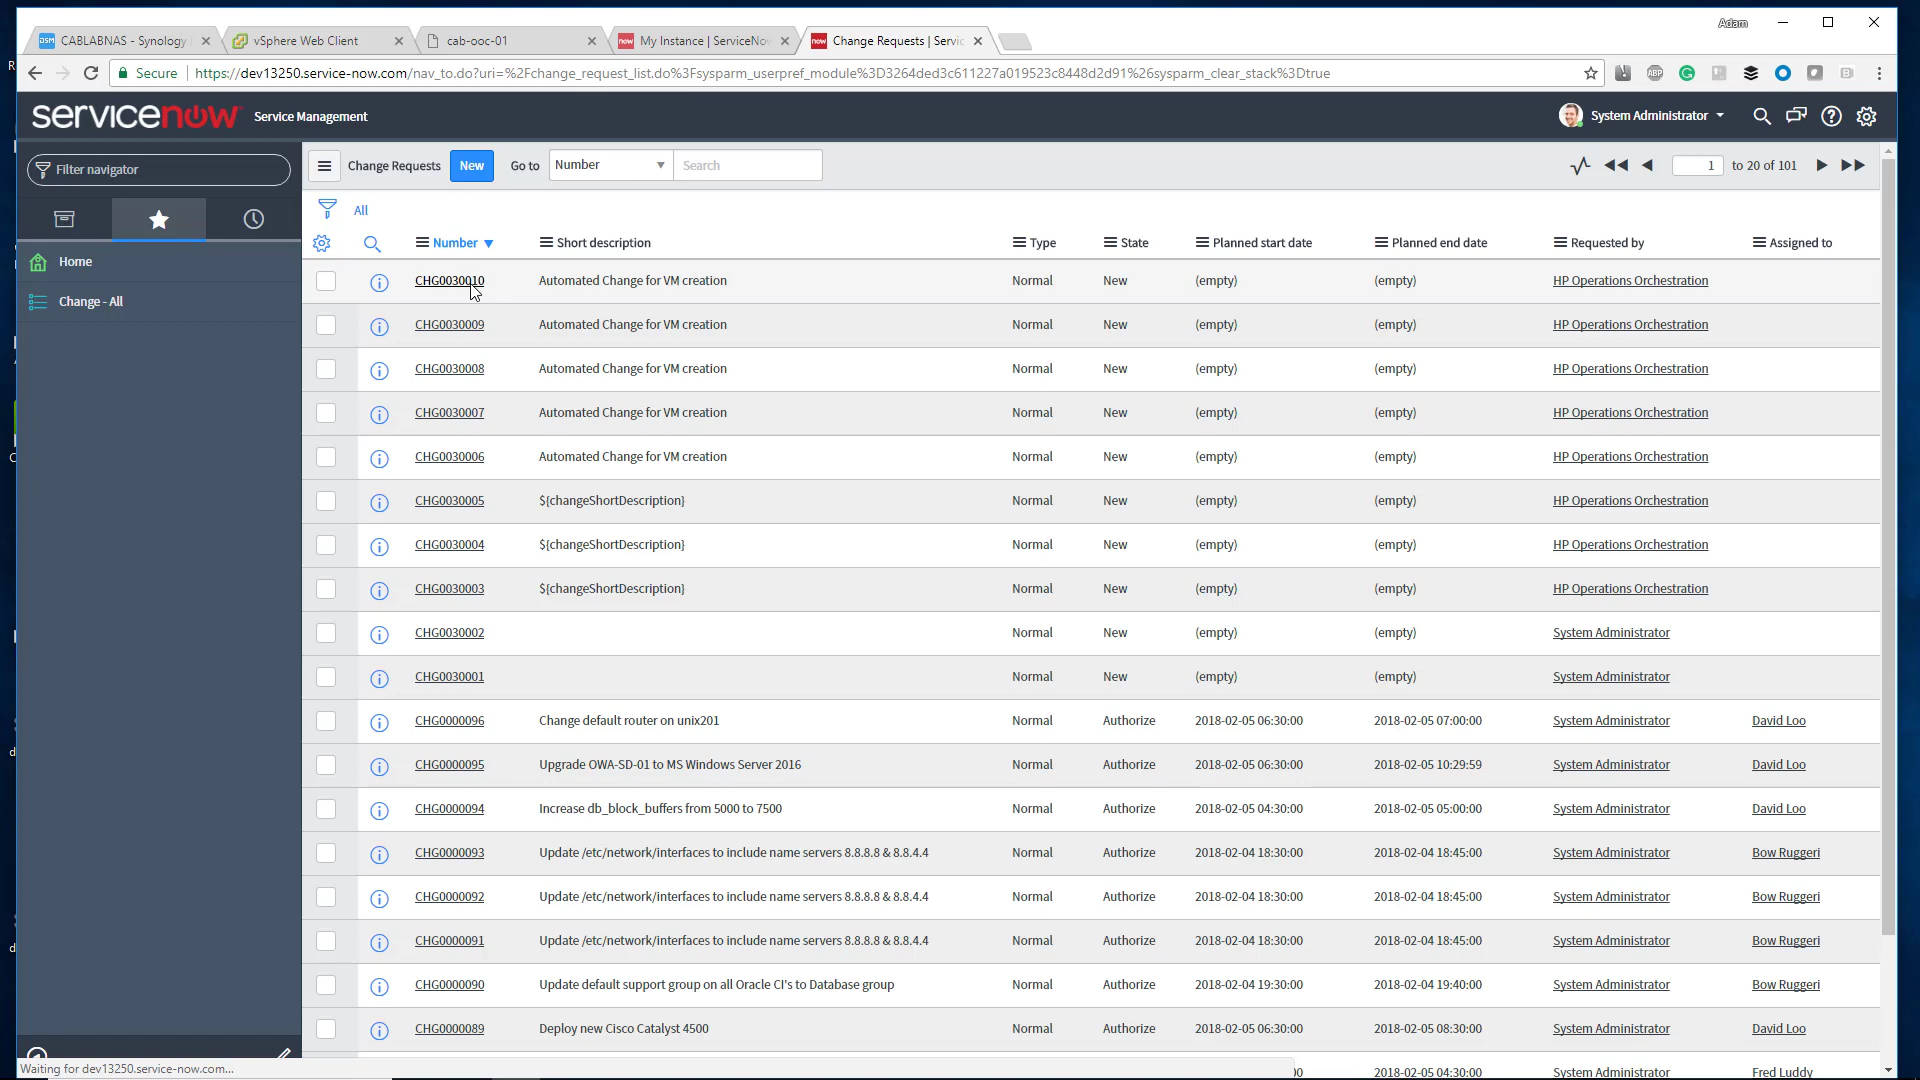 Adam
CABLABNAS - Synology
vSphere Web Client
cab-ooc-01
My Instance | ServiceNo
Change Requests | Servic
Secure
https://dev13250.service-now.com/nav_to.do?uri=%2Fchange_request_list.do%3Fsysparm_userpref_module%3D3264ded3c611227a019523c8448d2d91%26sysparm_clear_stack%3Dtrue
servicenow Service Management
System Administrator
Filter navigator
Home
Change - All
Change Requests New Go to Number Search
1 to 20 of 101
All
Number Short description Type State Planned start date Planned end date Requested by Assigned to
CHG0030010 Automated Change for VM creation Normal New (empty) (empty) HP Operations Orchestration
CHG0030009 Automated Change for VM creation Normal New (empty) (empty) HP Operations Orchestration
CHG0030008 Automated Change for VM creation Normal New (empty) (empty) HP Operations Orchestration
CHG0030007 Automated Change for VM creation Normal New (empty) (empty) HP Operations Orchestration
CHG0030006 Automated Change for VM creation Normal New (empty) (empty) HP Operations Orchestration
CHG0030005 ${changeShortDescription} Normal New (empty) (empty) HP Operations Orchestration
CHG0030004 ${changeShortDescription} Normal New (empty) (empty) HP Operations Orchestration
CHG0030003 ${changeShortDescription} Normal New (empty) (empty) HP Operations Orchestration
CHG0030002 Normal New (empty) (empty) System Administrator
CHG0030001 Normal New (empty) (empty) System Administrator
CHG0000096 Change default router on unix201 Normal Authorize 2018-02-05 06:30:00 2018-02-05 07:00:00 System Administrator David Loo
CHG0000095 Upgrade OWA-SD-01 to MS Windows Server 2016 Normal Authorize 2018-02-05 06:30:00 2018-02-05 10:29:59 System Administrator David Loo
CHG0000094 Increase db_block_buffers from 5000 to 7500 Normal Authorize 2018-02-05 04:30:00 2018-02-05 05:00:00 System Administrator David Loo
CHG0000093 Update /etc/network/interfaces to include name servers 8.8.8.8 & 8.8.4.4 Normal Authorize 2018-02-04 18:30:00 2018-02-04 18:45:00 System Administrator Bow Ruggeri
CHG0000092 Update /etc/network/interfaces to include name servers 8.8.8.8 & 8.8.4.4 Normal Authorize 2018-02-04 18:30:00 2018-02-04 18:45:00 System Administrator Bow Ruggeri
CHG0000091 Update /etc/network/interfaces to include name servers 8.8.8.8 & 8.8.4.4 Normal Authorize 2018-02-04 18:30:00 2018-02-04 18:45:00 System Administrator Bow Ruggeri
CHG0000090 Update default support group on all Oracle CI's to Database group Normal Authorize 2018-02-04 19:30:00 2018-02-04 19:40:00 System Administrator Bow Ruggeri
CHG0000089 Deploy new Cisco Catalyst 4500 Normal Authorize 2018-02-05 06:30:00 2018-02-05 08:30:00 System Administrator David Loo
2018-02-05 04:30:00 System Administrator Fred Luddy
Waiting for dev13250.service-now.com...